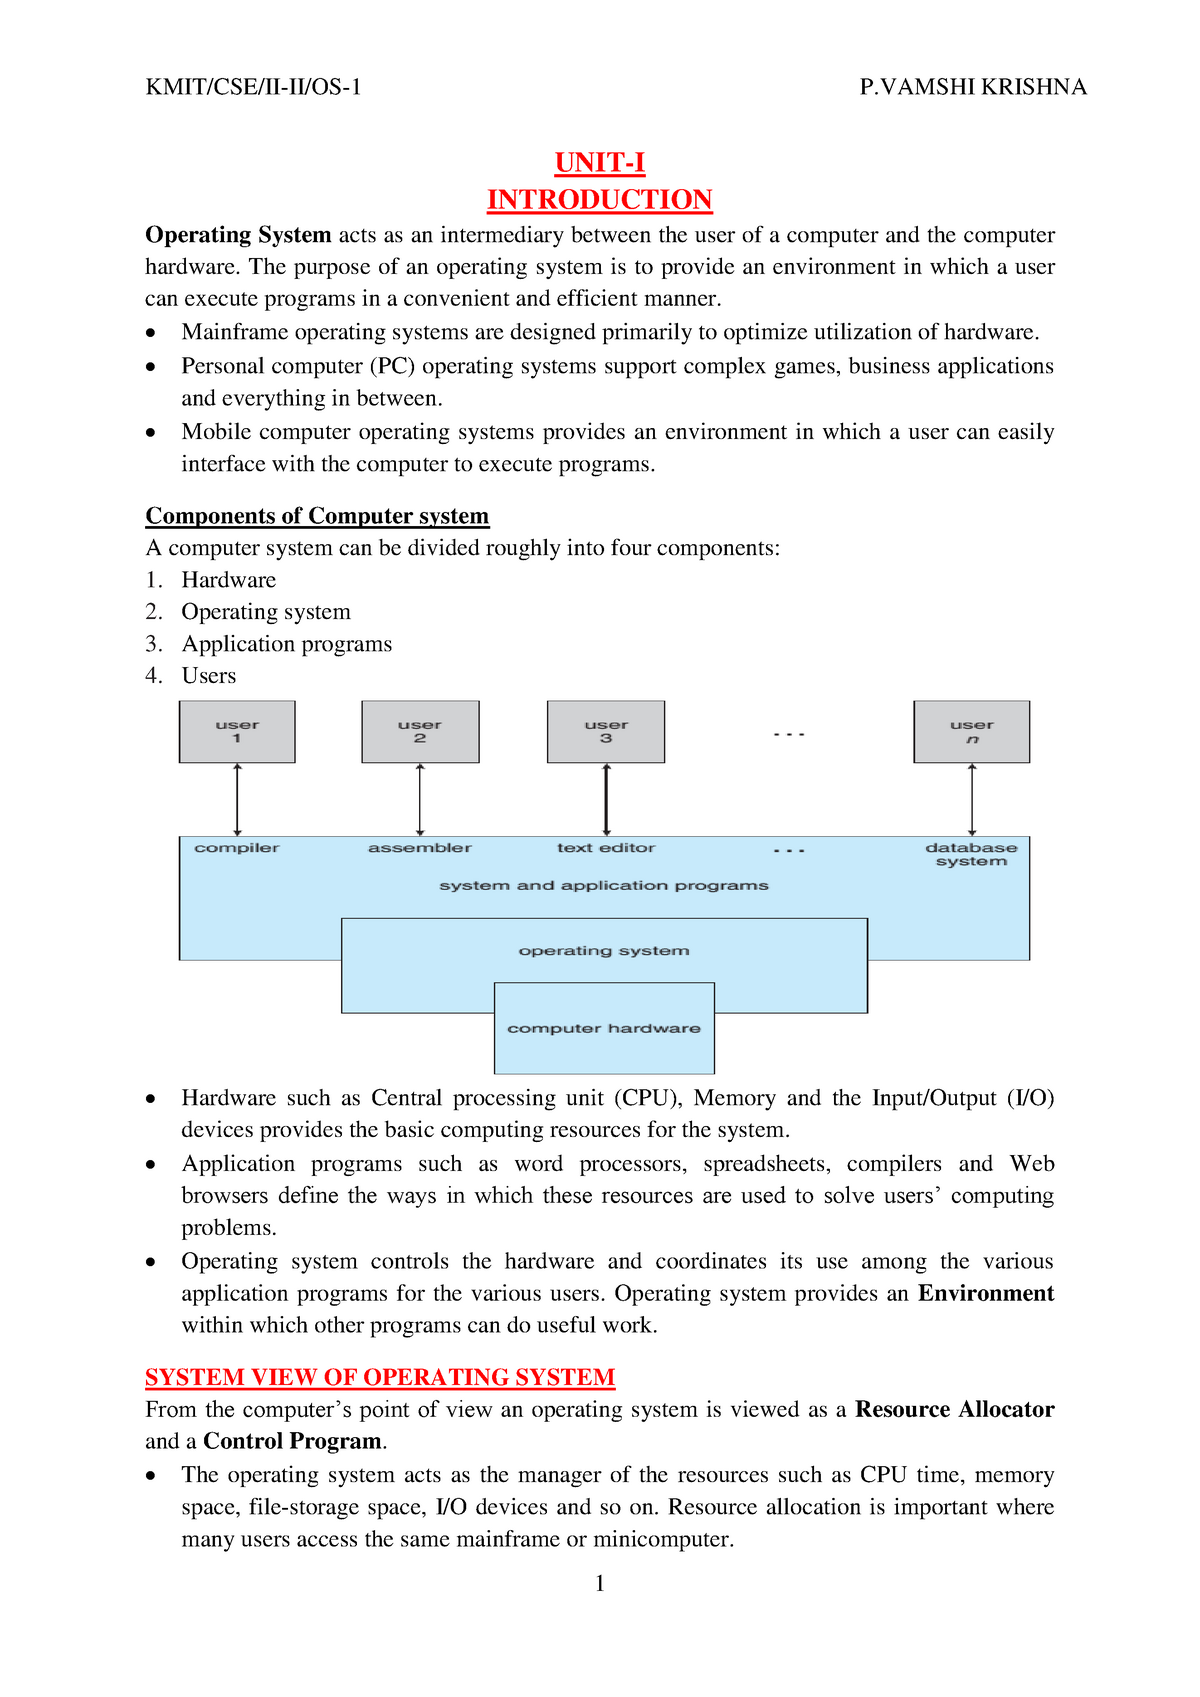 KMIT/CSE/II-II/OS-1 P.VAMSHI KRISHNA
UNIT-I
INTRODUCTION
Operating System acts as an intermediary between the user of a computer and the computer
hardware. The purpose of an operating system is to provide an environment in which a user
can execute programs in a convenient and efficient manner.
• Mainframe operating systems are designed primarily to optimize utilization of hardware.
• Personal computer (PC) operating systems support complex games, business applications
and everything in between.
• Mobile computer operating systems provides an environment in which a user can easily
interface with the computer to execute programs.
Components of Computer system
A computer system can be divided roughly into four components:
1. Hardware
2. Operating system
3. Application programs
4. Users
user user user user
1 2 3 . . . n
compiler assembler text editor . . . database
system
system and application programs
operating system
computer hardware
• Hardware such as Central processing unit (CPU), Memory and the Input/Output (I/O)
devices provides the basic computing resources for the system.
• Application programs such as word processors, spreadsheets, compilers and Web
browsers define the ways in which these resources are used to solve users’ computing
problems.
• Operating system controls the hardware and coordinates its use among the various
application programs for the various users. Operating system provides an Environment
within which other programs can do useful work.
SYSTEM VIEW OF OPERATING SYSTEM
From the computer’s point of view an operating system is viewed as a Resource Allocator
and a Control Program.
• The operating system acts as the manager of the resources such as CPU time, memory
space, file-storage space, I/O devices and so on. Resource allocation is important where
many users access the same mainframe or minicomputer.
1